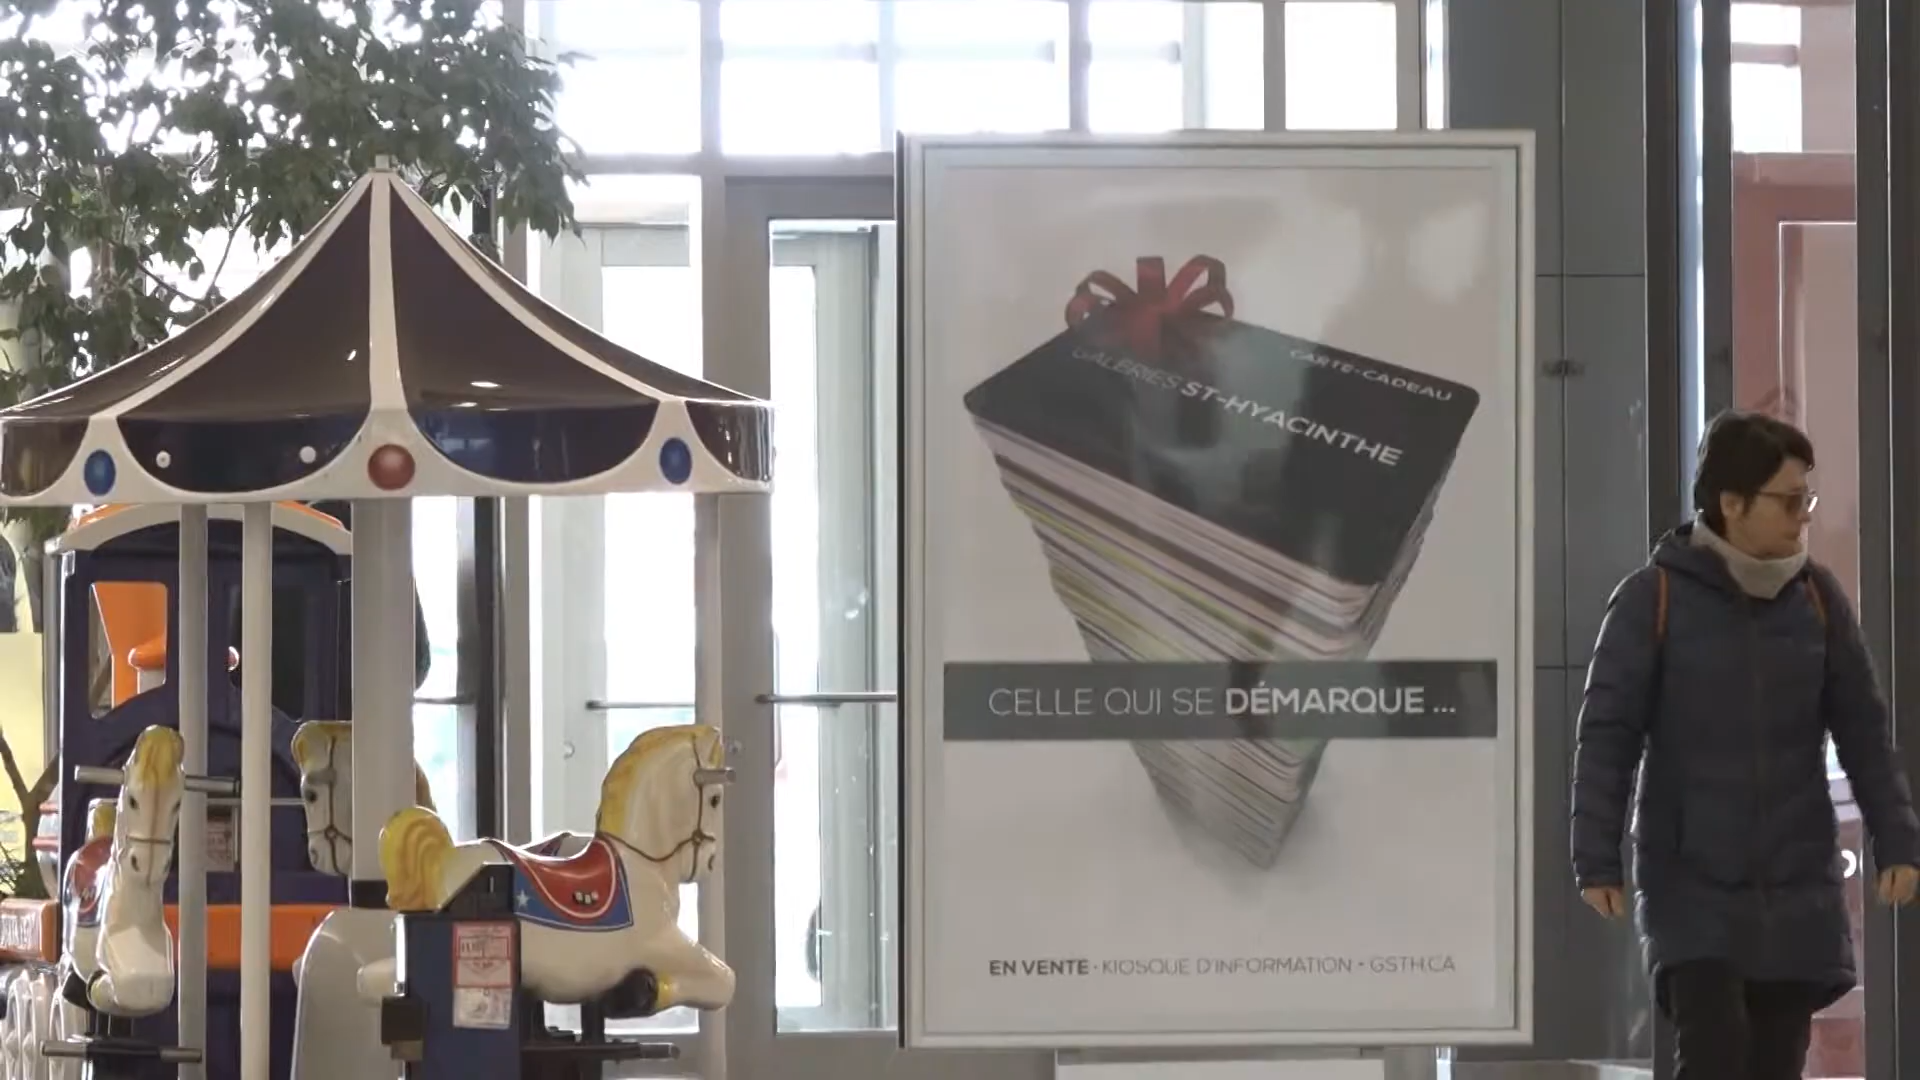 CARTE-CADEAU
GALERIES ST-HYACINTHE
CELLE QUI SE DÉMARQUE ...
EN VENTE · KIOSQUE D'INFORMATION · GSTH.CA